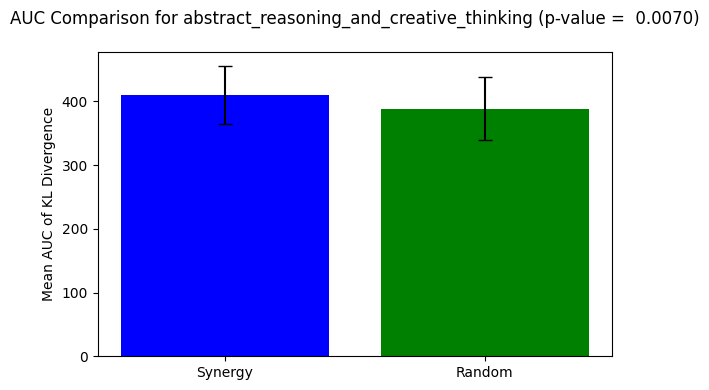 AUC Comparison for abstract_reasoning_and_creative_thinking (p-value =  0.0070)
Mean AUC of KL Divergence
400
300
200
100
0
Synergy
Random